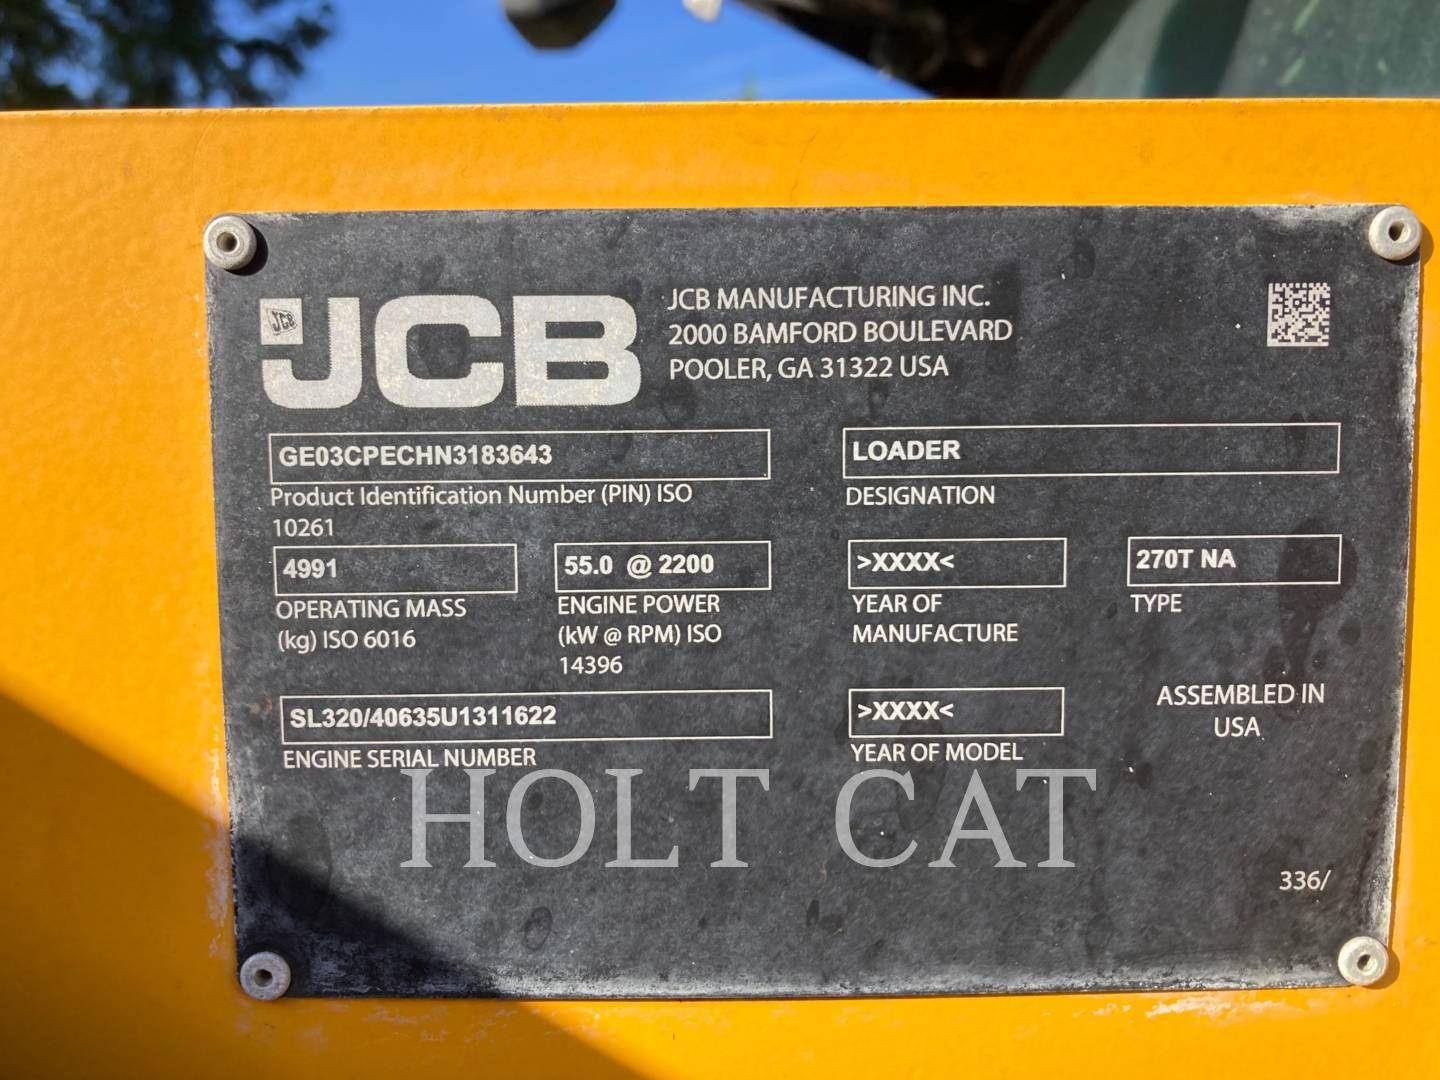 JCB
JCB
JCB MANUFACTURING INC.
2000 BAMFORD BOULEVARD
POOLER, GA 31322 USA
GE03CPECHN3183643
Product Identification Number (PIN) ISO
10261
LOADER
DESIGNATION
4991
OPERATING MASS
(kg) ISO 6016
55.0 @ 2200
ENGINE POWER
(kW @ RPM) ISO
14396
>XXXX<
YEAR OF
MANUFACTURE
270T NA
TYPE
SL320/40635U1311622
ENGINE SERIAL NUMBER
>XXXX<
YEAR OF MODEL
ASSEMBLED IN
USA
HOLT CAT
336/